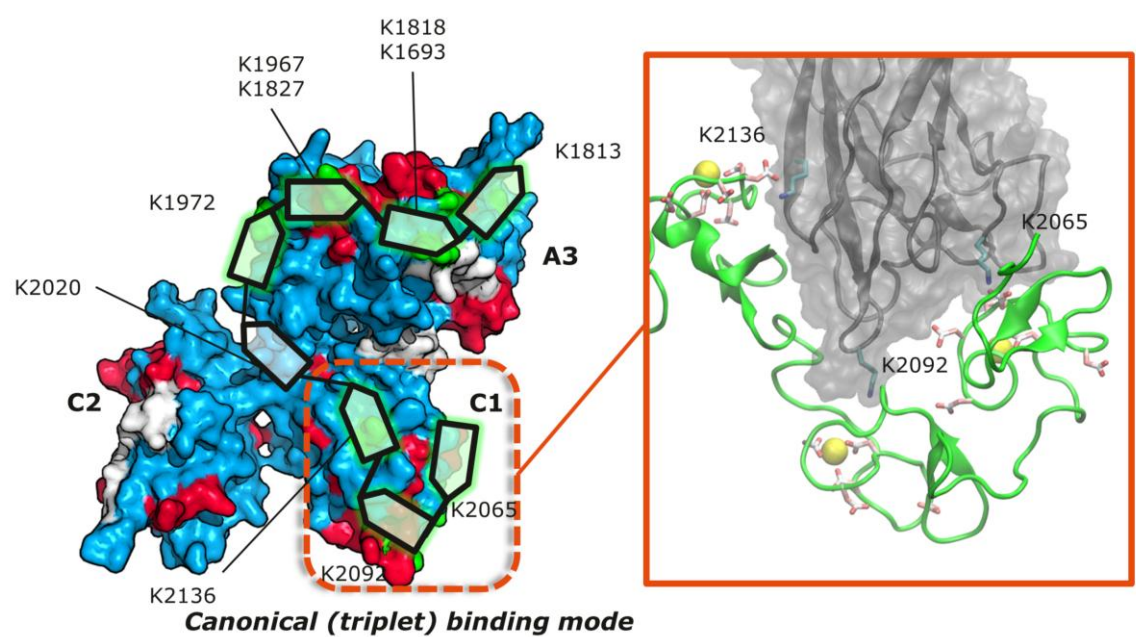 K1818
K1693
K1967
K1827
K1813
K1972
A3
K2020
C2
C1
K2065
K2092
K2136
Canonical (triplet) binding mode
K2136
K2065
K2092